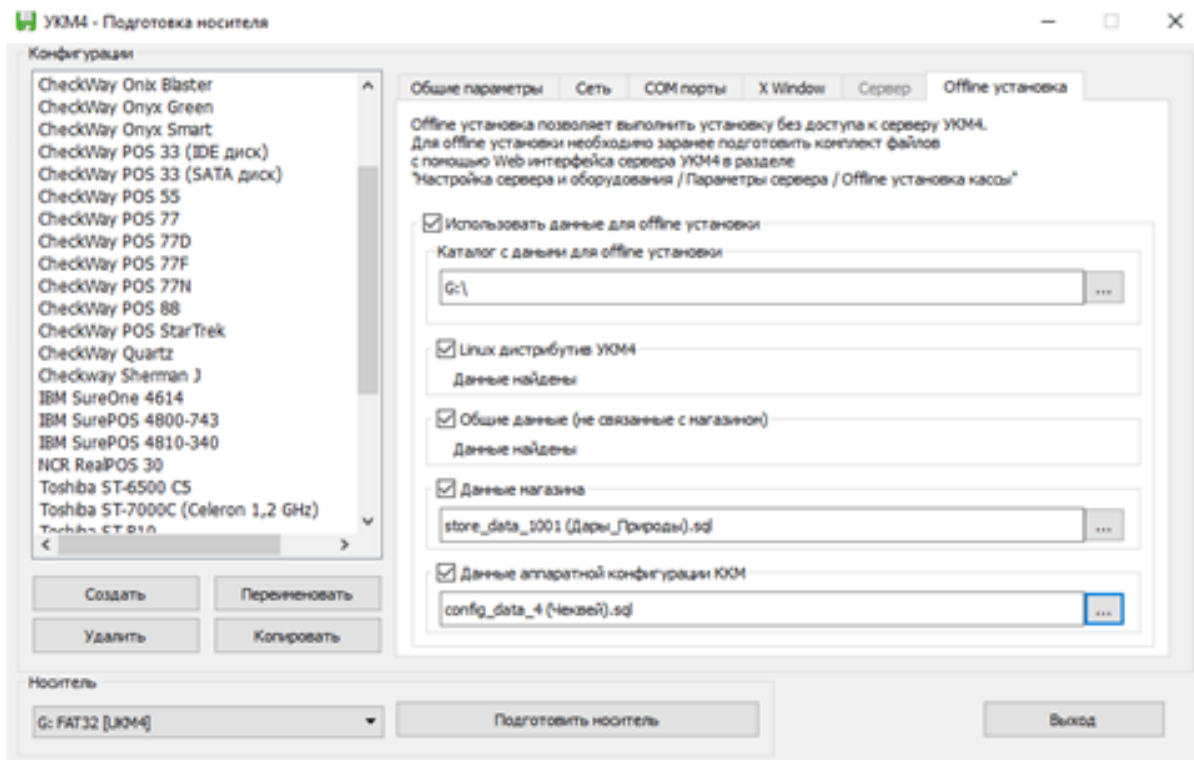 УКМ4 - Подготовка носителя
Конфигурации
CheckWay Onix Blaster
CheckWay Onyx Green
CheckWay Onyx Smart
CheckWay POS 33 (IDE диск)
CheckWay POS 33 (SATA диск)
CheckWay POS 55
CheckWay POS 77
CheckWay POS 77D
CheckWay POS 77F
CheckWay POS 77N
CheckWay POS 88
CheckWay POS StarTrek
CheckWay Quartz
Checkway Sherman J
IBM SureOne 4614
IBM SurePOS 4800-743
IBM SurePOS 4810-340
NCR RealPOS 30
Toshiba ST-6500 C5
Toshiba ST-7000C (Celeron 1,2 GHz)
Toshiba ST B10
Создать Переименовать
Удалить Копировать
Общие параметры Сеть COM порты X Window Сервер Offline установка
Offline установка позволяет выполнить установку без доступа к серверу УКМ4.
Для offline установки необходимо заранее подготовить комплект файлов
с помощью Web интерфейса сервера УКМ4 в разделе
"Настройка сервера и оборудования / Параметры сервера / Offline установка кассы"
Использовать данные для offline установки
Каталог с даными для offline установки
G:\ ...
Linux дистрибутив УКМ4
Данные найдены
Общие данные (не связанные с магазином)
Данные найдены
Данные магазина
store_data_1001 (Дары_Природы).sql ...
Данные аппаратной конфигурации ККМ
config_data_4 (Чеквей).sql ...
Носитель
G: FAT32 [UKM4] Подготовить носитель Выход